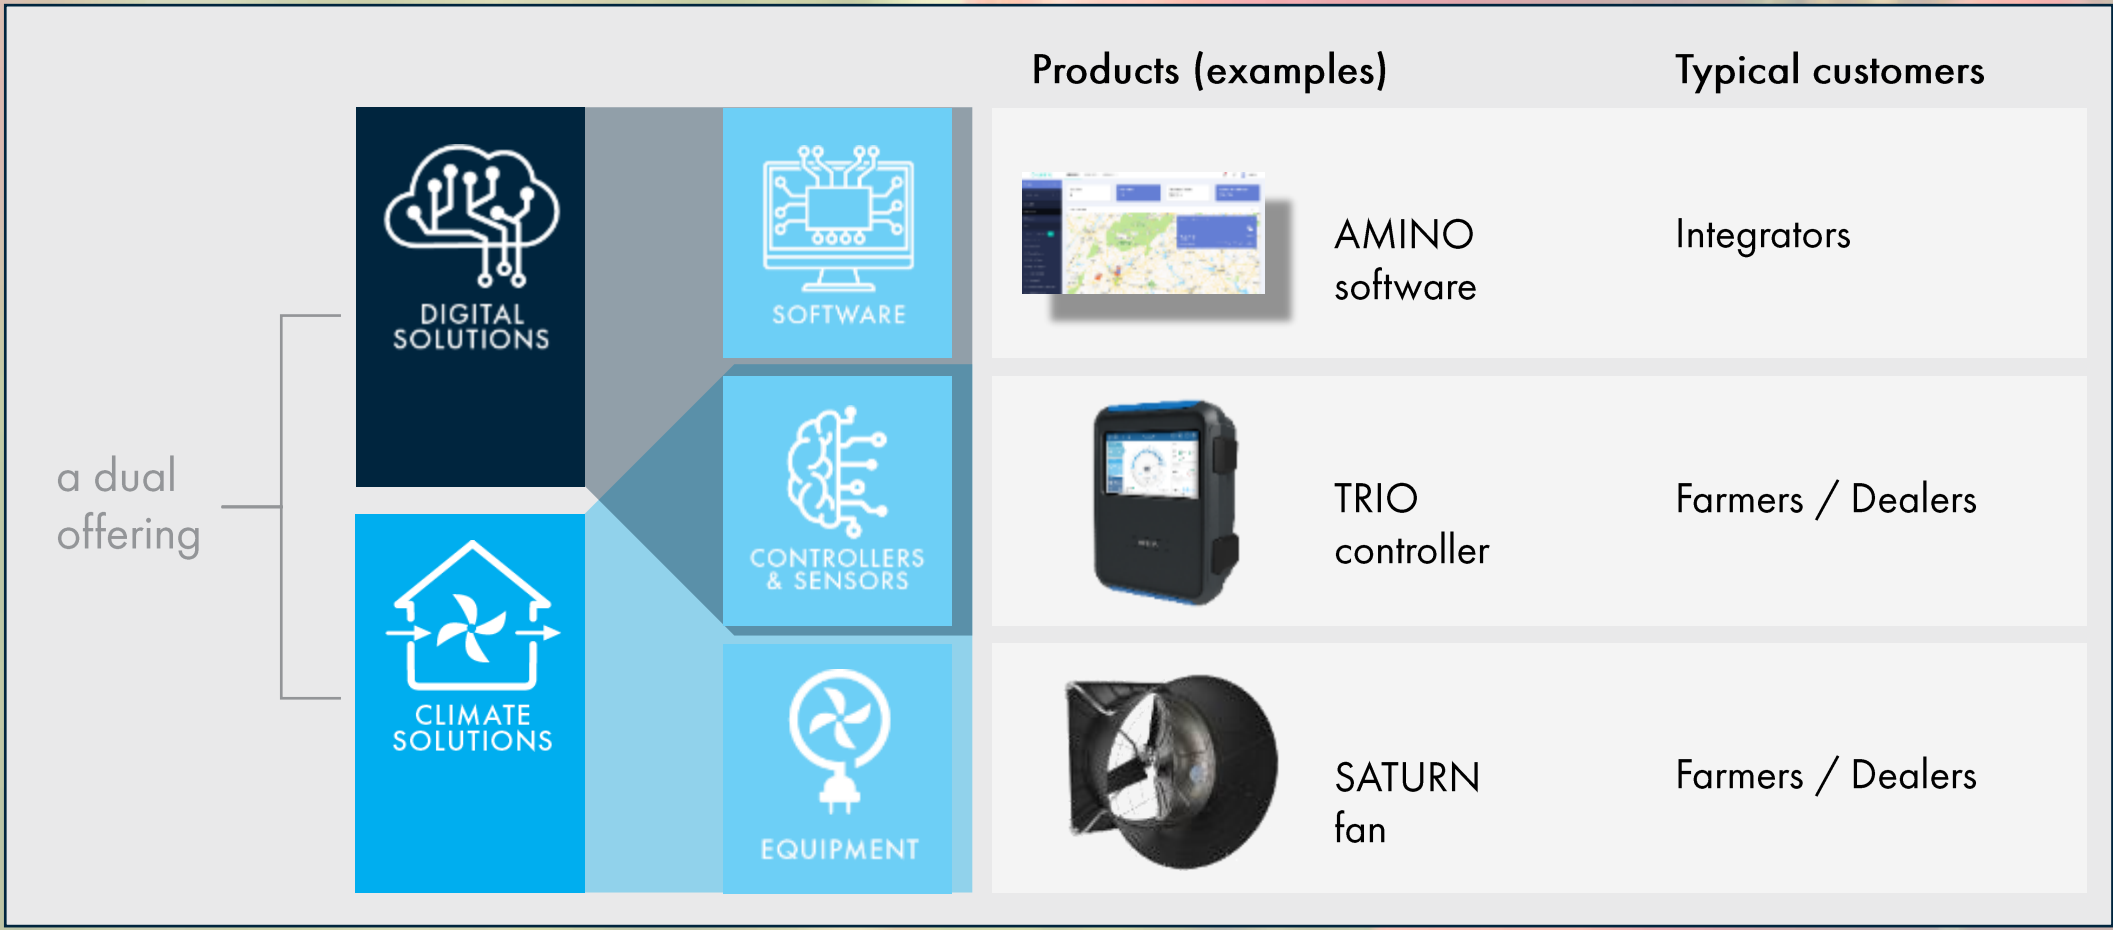 Products (examples)
Typical customers
DIGITAL
SOLUTIONS
SOFTWARE
AMINO
software
Integrators
a dual
offering
CONTROLLERS
& SENSORS
TRIO
controller
Farmers / Dealers
CLIMATE
SOLUTIONS
EQUIPMENT
SATURN
fan
Farmers / Dealers